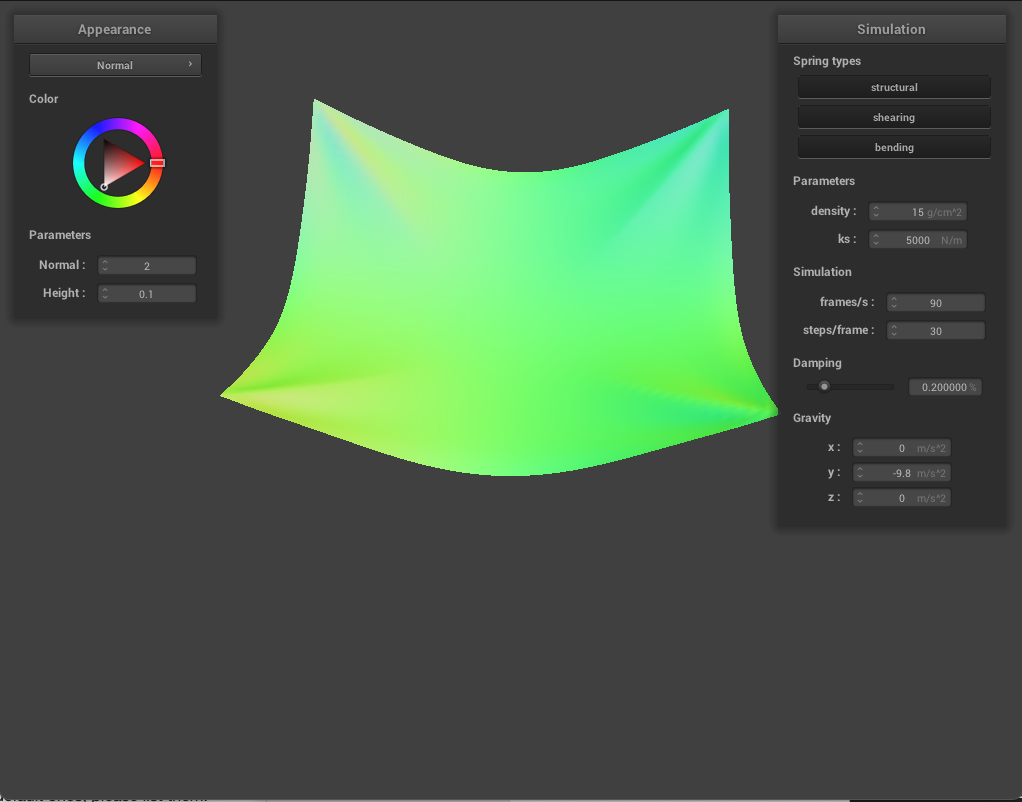 Appearance
Normal
Color
Parameters
Normal : 2
Height : 0.1
Simulation
Spring types
structural
shearing
bending
Parameters
density : 15 g/cm^2
ks : 5000 N/m
Simulation
frames/s : 90
steps/frame : 30
Damping
0.200000 %
Gravity
x : 0 m/s^2
y : -9.8 m/s^2
z : 0 m/s^2